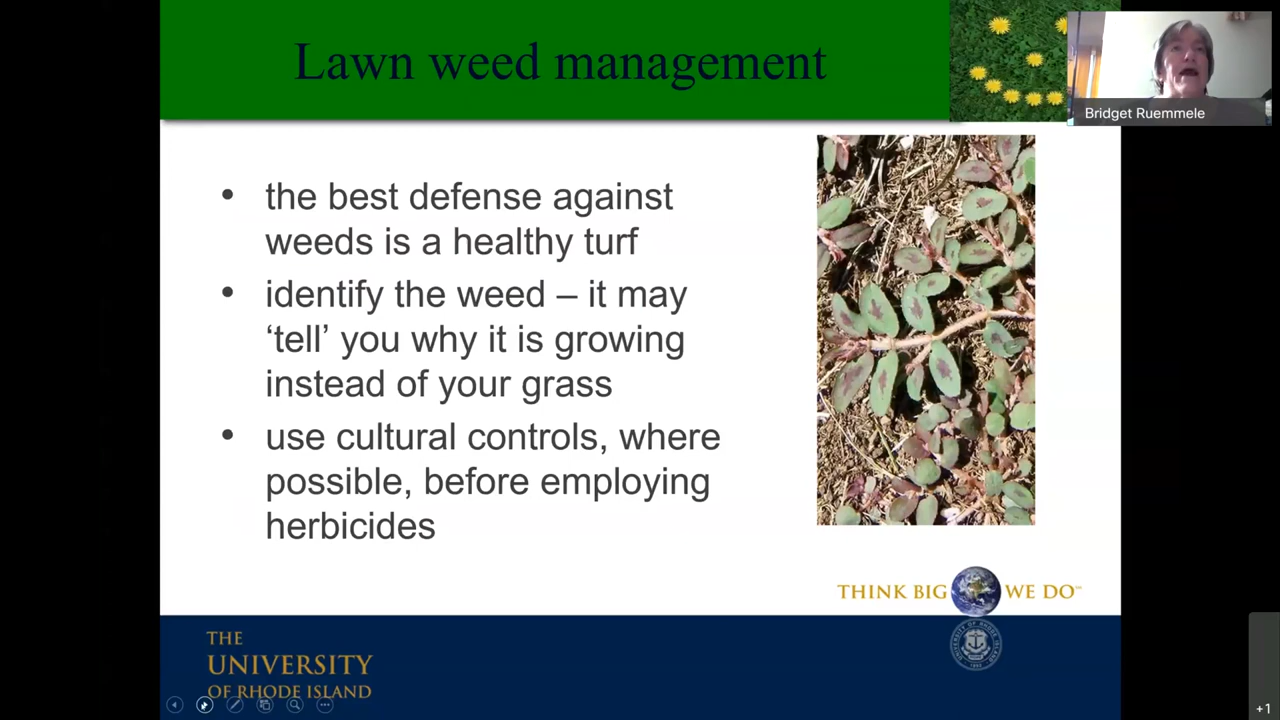 Lawn weed management
Bridget Ruemmele
• the best defense against
weeds is a healthy turf
• identify the weed – it may
‘tell’ you why it is growing
instead of your grass
• use cultural controls, where
possible, before employing
herbicides
THINK BIG WE DO™
THE
UNIVERSITY
OF RHODE ISLAND
+1